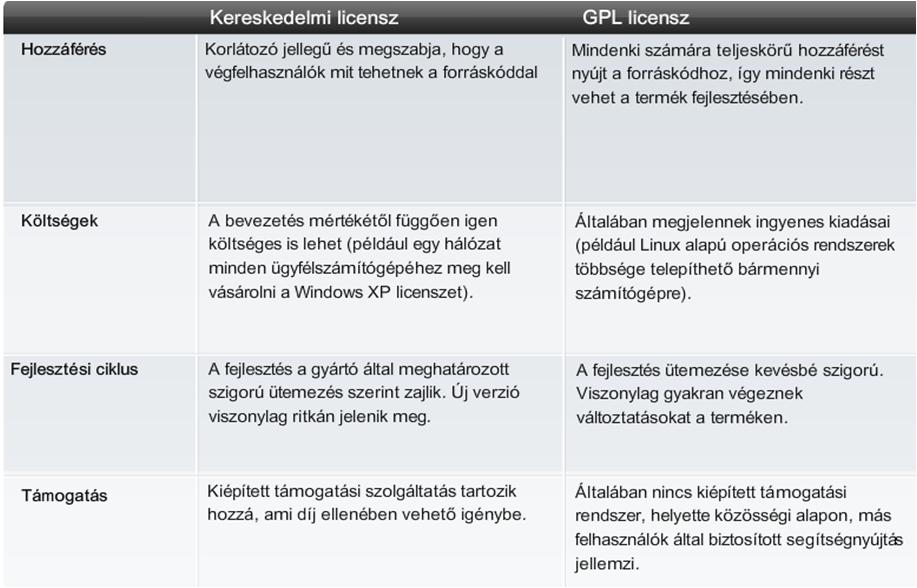 Kereskedelmi licensz
GPL licensz
Hozzáférés
Korlátozó jellegű és megszabja, hogy a
végfelhasználók mit tehetnek a forráskóddal
Mindenki számára teljeskörű hozzáférést
nyújt a forráskódhoz, így mindenki részt
vehet a termék fejlesztésében.
Költségek
A bevezetés mértékétől függően igen
költséges is lehet (például egy hálózat
minden ügyfélszámítógépéhez meg kell
vásárolni a Windows XP licenszet).
Általában megjelennek ingyenes kiadásai
(például Linux alapú operációs rendszerek
többsége telepíthető bármennyi
számítógépre).
Fejlesztési ciklus
A fejlesztés a gyártó által meghatározott
szigorú ütemezés szerint zajlik. Új verzió
viszonylag ritkán jelenik meg.
A fejlesztés ütemezése kevésbé szigorú.
Viszonylag gyakran végeznek
változtatásokat a terméken.
Támogatás
Kiépített támogatási szolgáltatás tartozik
hozzá, ami díj ellenében vehető igénybe.
Általában nincs kiépített támogatási
rendszer, helyette közösségi alapon, más
felhasználók által biztosított segítségnyújtás
jellemzi.